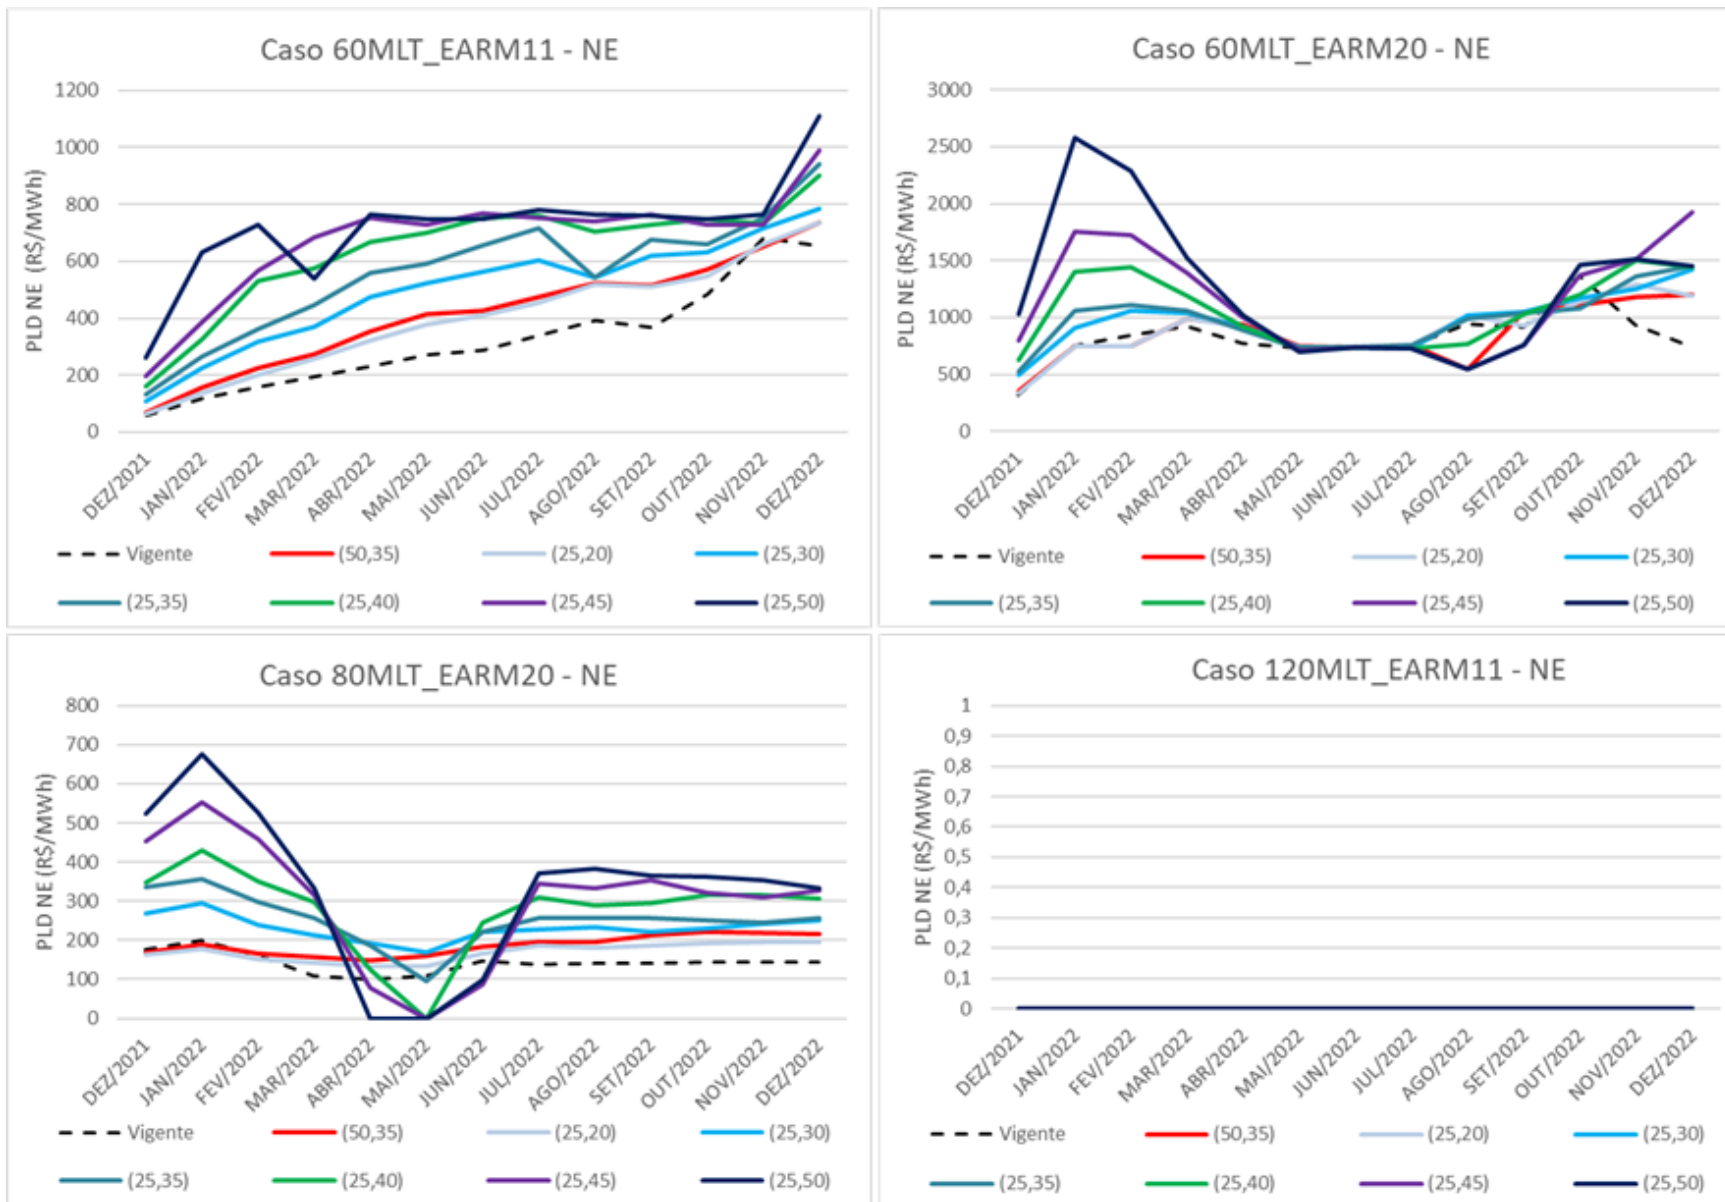 Caso 60MLT_EARM11 - NE
PLD NE (R$/MWh)
1200
1000
800
600
400
200
0
DEZ/2021
JAN/2022
FEV/2022
MAR/2022
ABR/2022
MAI/2022
JUN/2022
JUL/2022
AGO/2022
SET/2022
OUT/2022
NOV/2022
DEZ/2022
Vigente (50,35) (25,20) (25,30)
(25,35) (25,40) (25,45) (25,50)
Caso 60MLT_EARM20 - NE
PLD NE (R$/MWh)
3000
2500
2000
1500
1000
500
0
DEZ/2021
JAN/2022
FEV/2022
MAR/2022
ABR/2022
MAI/2022
JUN/2022
JUL/2022
AGO/2022
SET/2022
OUT/2022
NOV/2022
DEZ/2022
Vigente (50,35) (25,20) (25,30)
(25,35) (25,40) (25,45) (25,50)
Caso 80MLT_EARM20 - NE
PLD NE (R$/MWh)
800
700
600
500
400
300
200
100
0
DEZ/2021
JAN/2022
FEV/2022
MAR/2022
ABR/2022
MAI/2022
JUN/2022
JUL/2022
AGO/2022
SET/2022
OUT/2022
NOV/2022
DEZ/2022
Vigente (50,35) (25,20) (25,30)
(25,35) (25,40) (25,45) (25,50)
Caso 120MLT_EARM11 - NE
PLD NE (R$/MWh)
1
0,9
0,8
0,7
0,6
0,5
0,4
0,3
0,2
0,1
0
DEZ/2021
JAN/2022
FEV/2022
MAR/2022
ABR/2022
MAI/2022
JUN/2022
JUL/2022
AGO/2022
SET/2022
OUT/2022
NOV/2022
DEZ/2022
Vigente (50,35) (25,20) (25,30)
(25,35) (25,40) (25,45) (25,50)